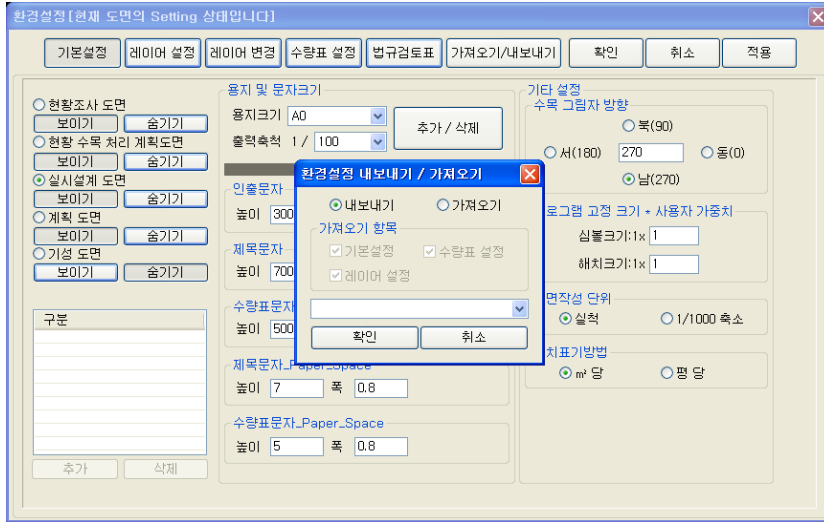 환경설정[현재 도면의 Setting 상태입니다]
기본설정 레이어 설정 레이어 변경 수량표 설정 법규검토표 가져오기/내보내기 확인 취소 적용
현황조사 도면
보이기 숨기기
현황 수목 처리 계획도면
보이기 숨기기
실시설계 도면
보이기 숨기기
계획 도면
보이기 숨기기
기성 도면
보이기 숨기기
구분
추가 삭제
용지 및 문자크기
용지크기 A0
출력축척 1 / 100
추가 / 삭제
인출문자
높이 300
제목문자
높이 700
수량표문자
높이 500
제목문자_Paper_Space
높이 7 폭 0.8
수량표문자_Paper_Space
높이 5 폭 0.8
환경설정 내보내기 / 가져오기
내보내기 가져오기
가져오기 항목
기본설정 수량표 설정
레이어 설정
확인 취소
기타 설정
수목 그림자 방향
북(90)
서(180) 270 동(0)
남(270)
로그램 고정 크기 * 사용자 가중치
심볼크기:1x 1
해치크기:1x 1
면작성 단위
실척 1/1000 축소
치표기방법
m² 당 평 당